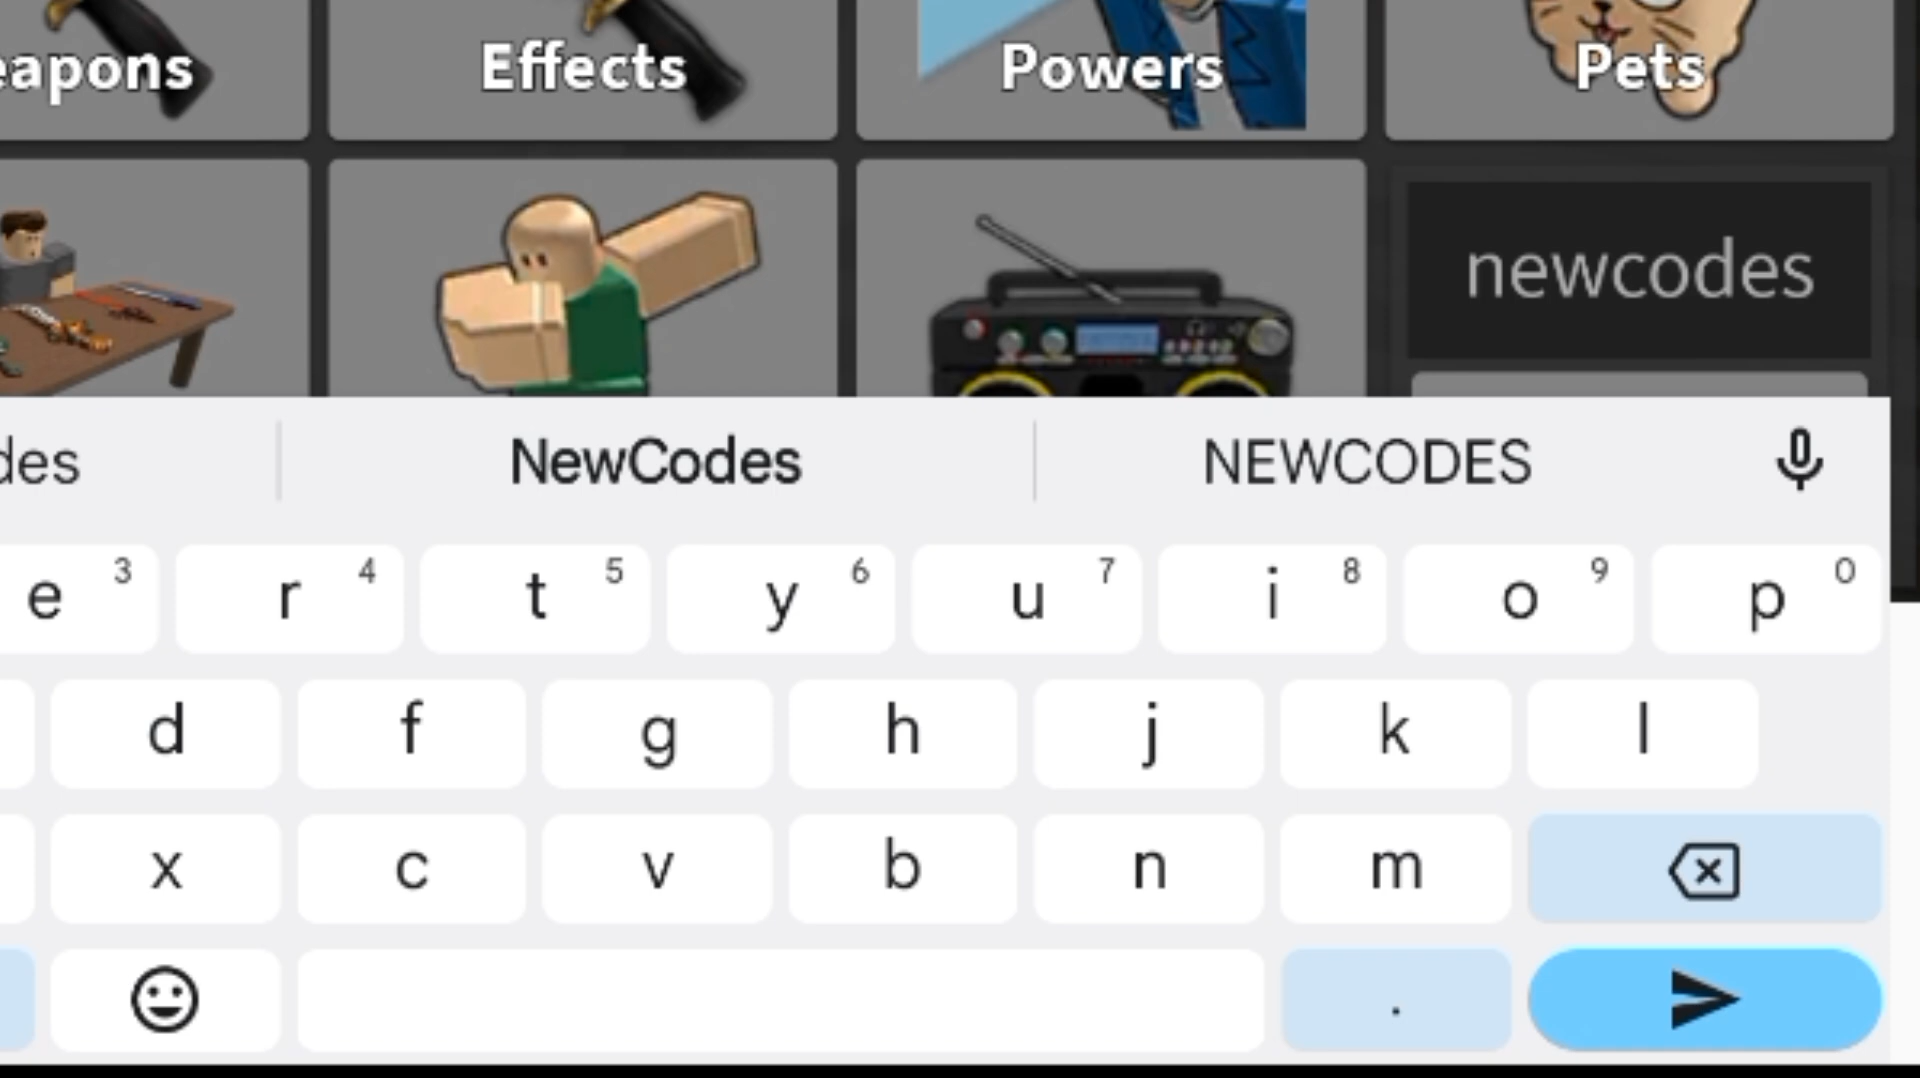 eapons Effects Powers Pets
newcodes
des NewCodes NEWCODES
e 3 r 4 t 5 y 6 u 7 i 8 o 9 p 0
d f g h j k l
x c v b n m
.